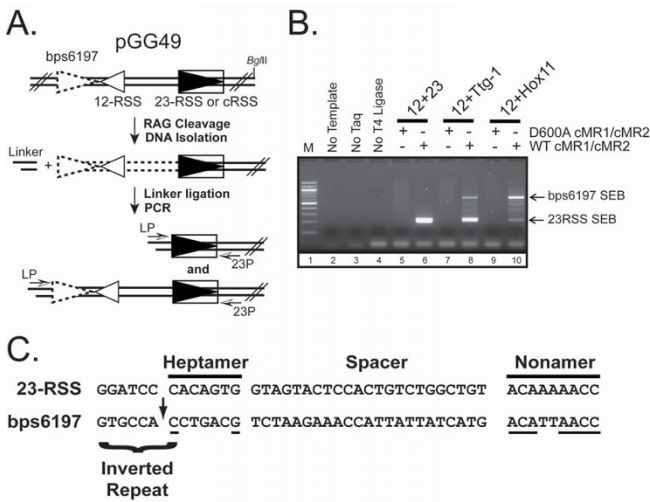 A.
pGG49
bps6197
BglII
12-RSS
23-RSS or cRSS
RAG Cleavage
DNA Isolation
Linker
+
Linker ligation
PCR
LP
23P
and
LP
23P
B.
No Template
No Taq
No T4 Ligase
12+23
12+Ttg-1
12+Hox11
+ - + - + - D600A cMR1/cMR2
M - + - + - + WT cMR1/cMR2
bps6197 SEB
23RSS SEB
1 2 3 4 5 6 7 8 9 10
C.
Heptamer Spacer Nonamer
23-RSS GGATCC CACAGTG GTAGTACTCCACTGTCTGGCTGT ACAAAAACC
bps6197 GTGCCA CCTGACG TCTAAGAAACCATTATTATCATG ACATTAACC
Inverted
Repeat